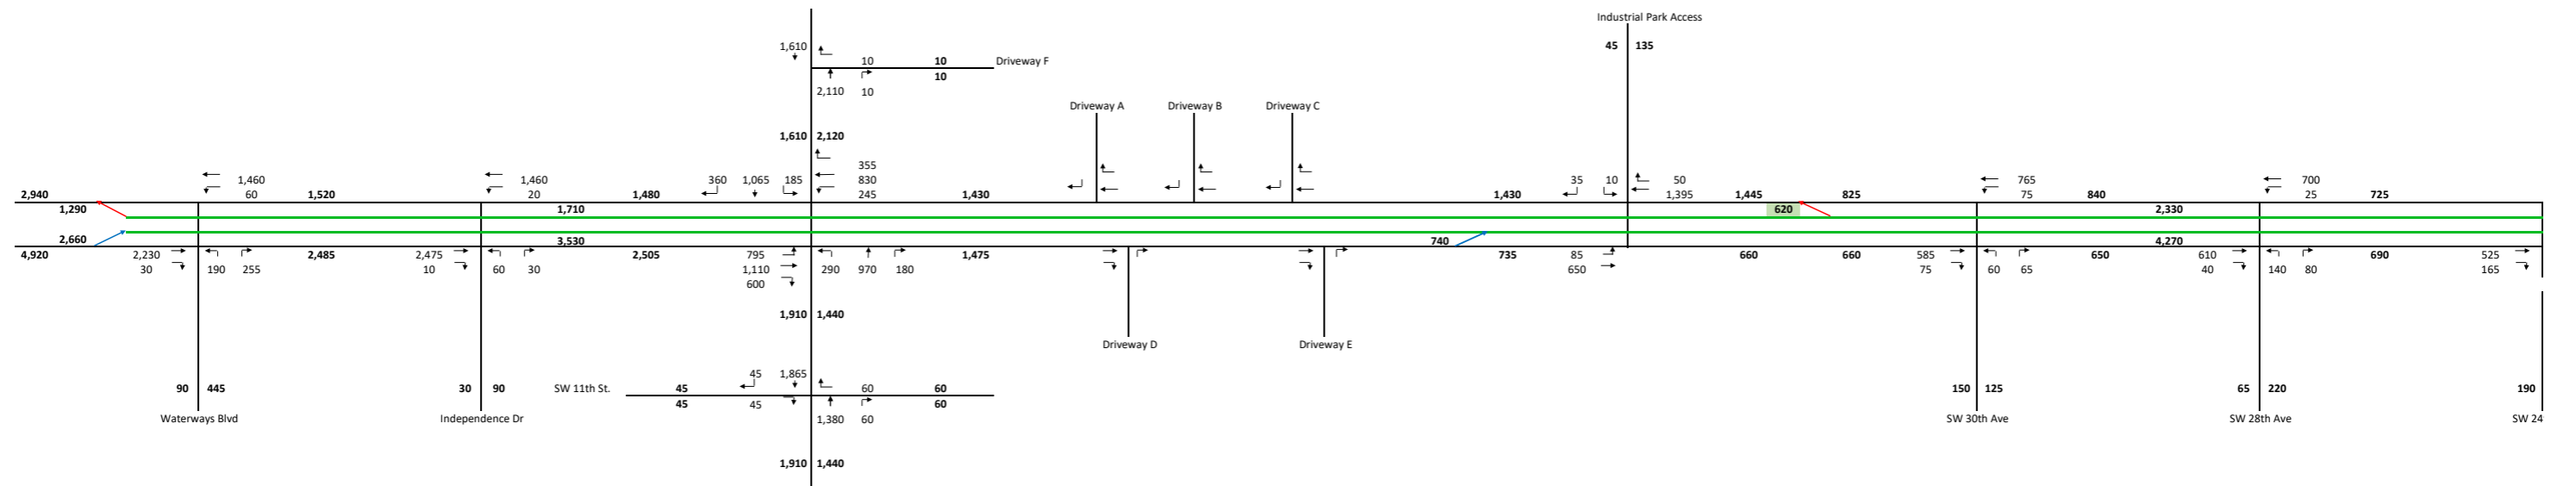 Industrial Park Access
1,610 45 135
10 10 Driveway F
10
2,110 10
Driveway A Driveway B Driveway C
1,610 2,120
355
1,460 1,460 360 1,065 185 830 35 10 50 765 700
2,940 60 1,520 20 1,480 245 1,430 1,430 1,395 1,445 825 75 840 25 725
1,290 1,710 620 2,330
2,660 3,530 740 4,270
4,920 2,230 2,485 2,475 2,505 795 1,475 735 85 660 660 585 650 610 690 525
30 190 255 10 60 30 1,110 290 970 180 650 75 60 65 40 140 80 165
600
1,910 1,440
Driveway D Driveway E
45 1,865
90 445 30 90 SW 11th St. 45 60 60 150 125 65 220 190
45 45 60
Waterways Blvd Independence Dr 1,380 60 SW 30th Ave SW 28th Ave SW 24
1,910 1,440